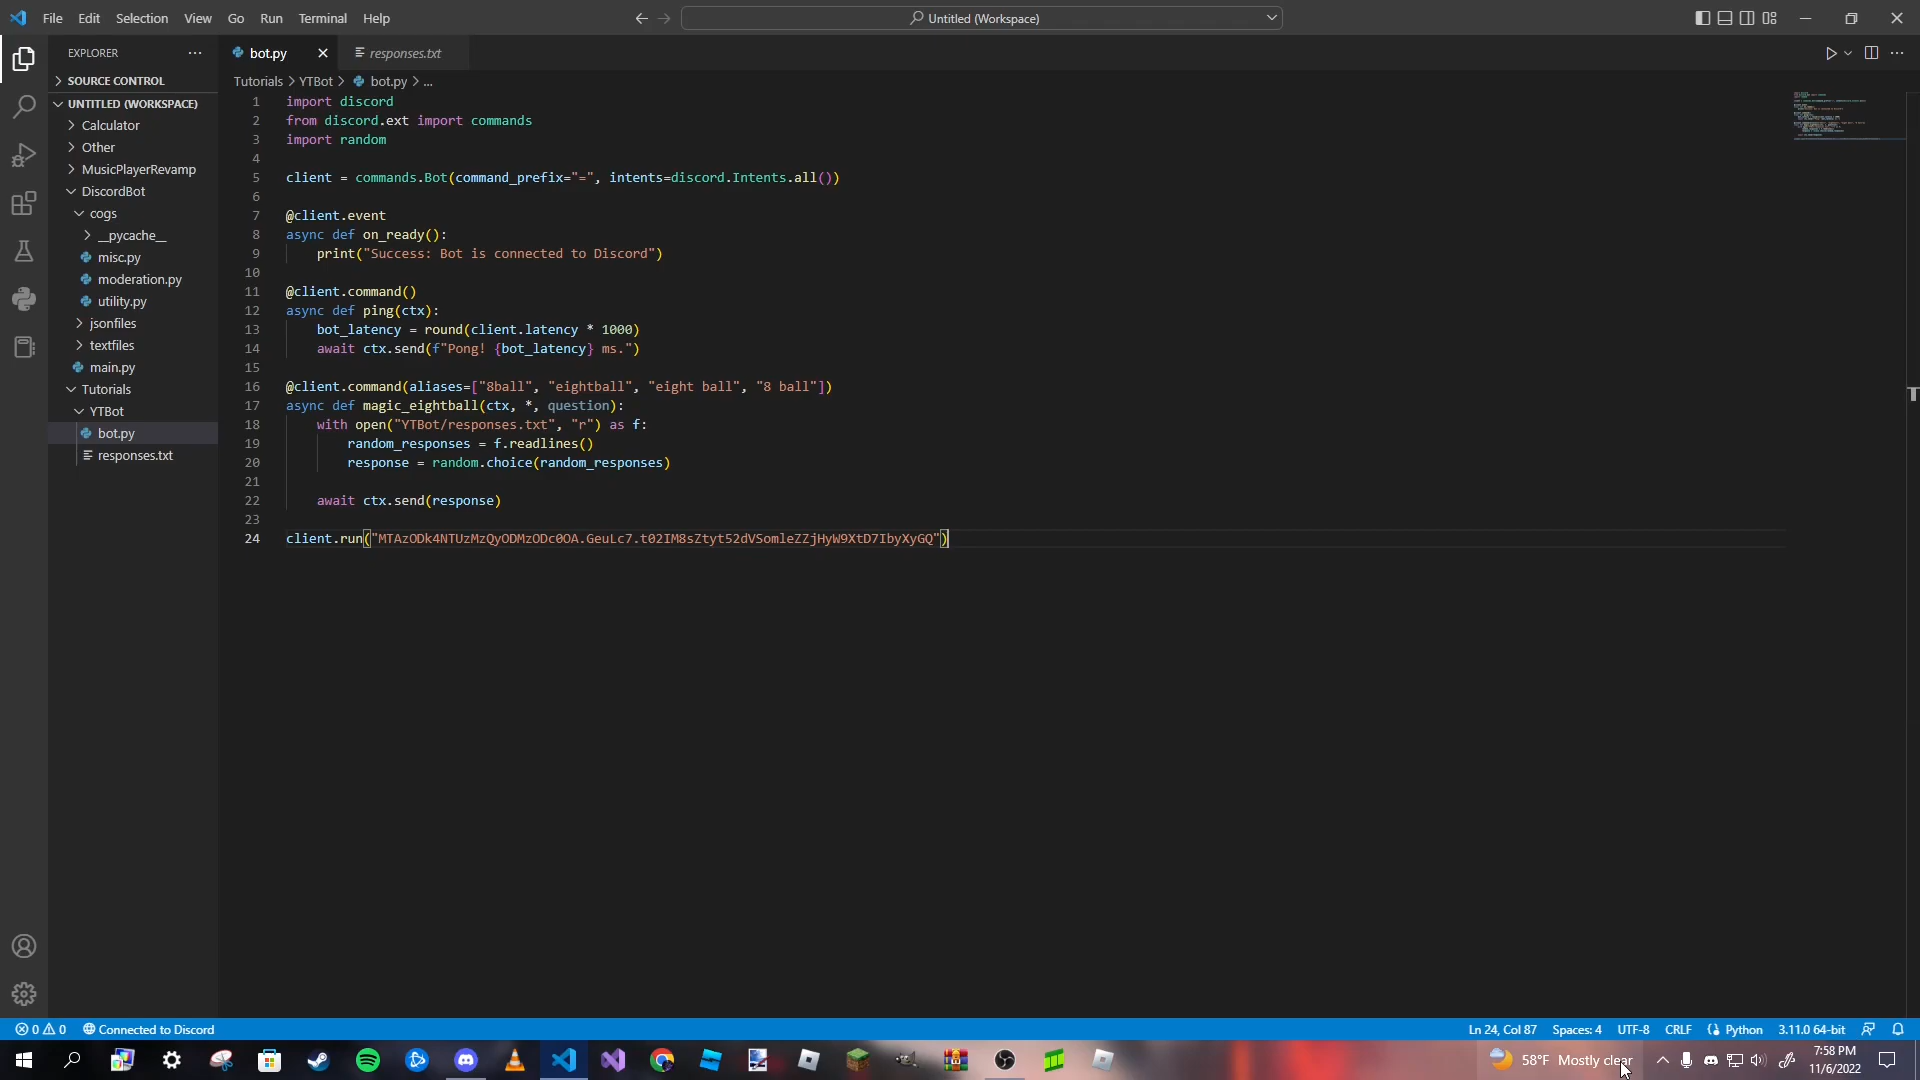 File Edit Selection View Go Run Terminal Help
Untitled (Workspace)
EXPLORER
SOURCE CONTROL
UNTITLED (WORKSPACE)
Calculator
Other
MusicPlayerRevamp
DiscordBot
cogs
__pycache__
misc.py
moderation.py
utility.py
jsonfiles
textfiles
main.py
Tutorials
YTBot
bot.py
responses.txt
bot.py
responses.txt
Tutorials > YTBot > bot.py > ...
1 import discord
2 from discord.ext import commands
3 import random
4
5 client = commands.Bot(command_prefix="=", intents=discord.Intents.all())
6
7 @client.event
8 async def on_ready():
9 print("Success: Bot is connected to Discord")
10
11 @client.command()
12 async def ping(ctx):
13 bot_latency = round(client.latency * 1000)
14 await ctx.send(f"Pong! {bot_latency} ms.")
15
16 @client.command(aliases=["8ball", "eightball", "eight ball", "8 ball"])
17 async def magic_eightball(ctx, *, question):
18 with open("YTBot/responses.txt", "r") as f:
19 random_responses = f.readlines()
20 response = random.choice(random_responses)
21
22 await ctx.send(response)
23
24 client.run("MTAzODk4NTUzMzQyODMzODc0OA.GeuLc7.t02IM8sZtyt52dVSomleZZjHyW9XtD7IbyXyGQ")
0 0 Connected to Discord
Ln 24, Col 87 Spaces: 4 UTF-8 CRLF Python 3.11.0 64-bit
58°F Mostly clear
7:58 PM
11/6/2022